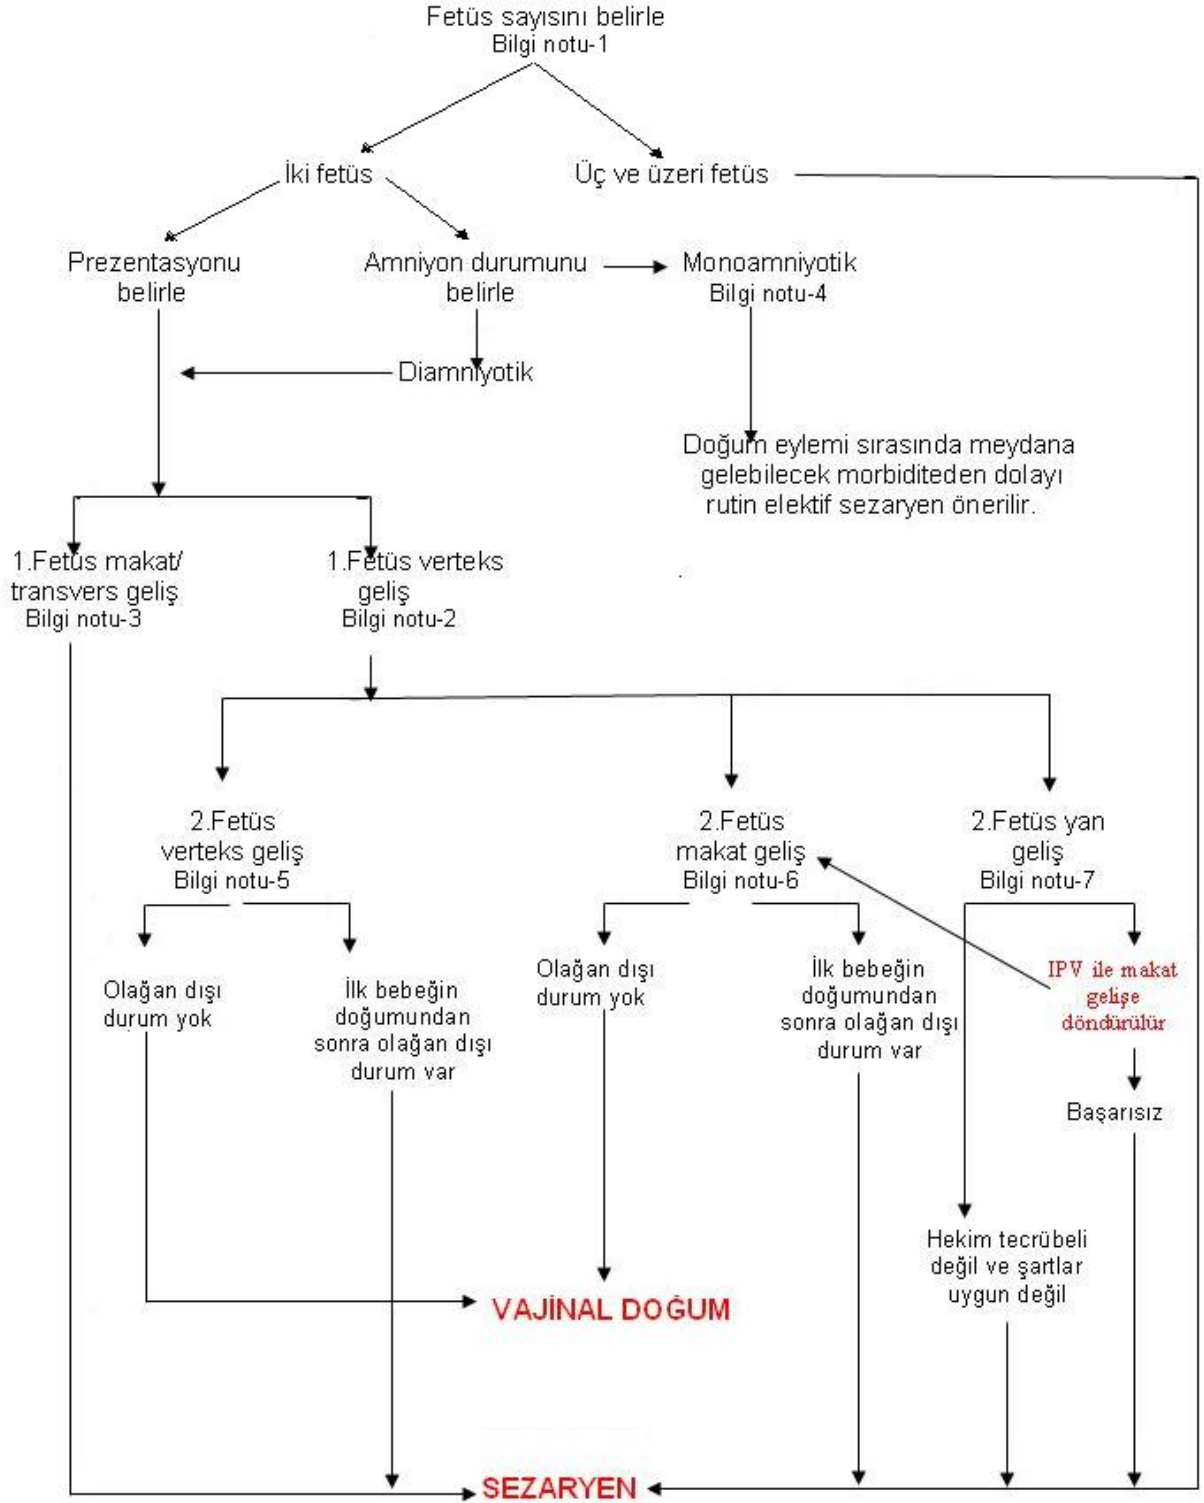 Fetüs sayısını belirle
Bilgi notu-1
İki fetüs
Üç ve üzeri fetüs
Prezentasyonu
belirle
Amniyon durumunu
belirle
Monoamniyotik
Bilgi notu-4
Diamniyotik
Doğum eylemi sırasında meydana
gelebilecek morbiditeden dolayı
rutin elektif sezaryen önerilir.
1.Fetüs makat/
transvers geliş
Bilgi notu-3
1.Fetüs verteks
geliş
Bilgi notu-2
2.Fetüs
verteks geliş
Bilgi notu-5
2.Fetüs
makat geliş
Bilgi notu-6
2.Fetüs yan
geliş
Bilgi notu-7
Olağan dışı
durum yok
İlk bebeğin
doğumundan
sonra olağan dışı
durum var
Olağan dışı
durum yok
İlk bebeğin
doğumundan
sonra olağan dışı
durum var
IPV ile makat
gelişe
döndürülür
Başarısız
Hekim tecrübeli
değil ve şartlar
uygun değil
VAJİNAL DOĞUM
SEZARYEN